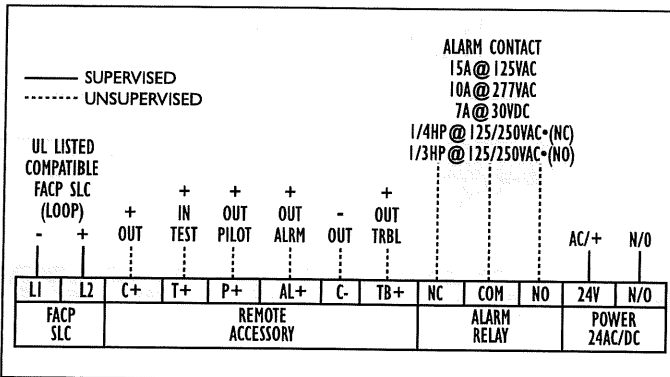 ALARM CONTACT
15A@125VAC
10A@277VAC
7A@30VDC
1/4HP@125/250VAC•(NC)
1/3HP@125/250VAC•(NO)
SUPERVISED
UNSUPERVISED
UL LISTED
COMPATIBLE
FACP SLC
(LOOP)
- +
+
OUT
+
IN
TEST
+
OUT
PILOT
+
OUT
ALRM
-
OUT
+
OUT
TRBL
AC/+ N/O
L1 L2 C+ T+ P+ AL+ C- TB+ NC COM NO 24V N/O
FACP
SLC
REMOTE
ACCESSORY
ALARM
RELAY
POWER
24AC/DC